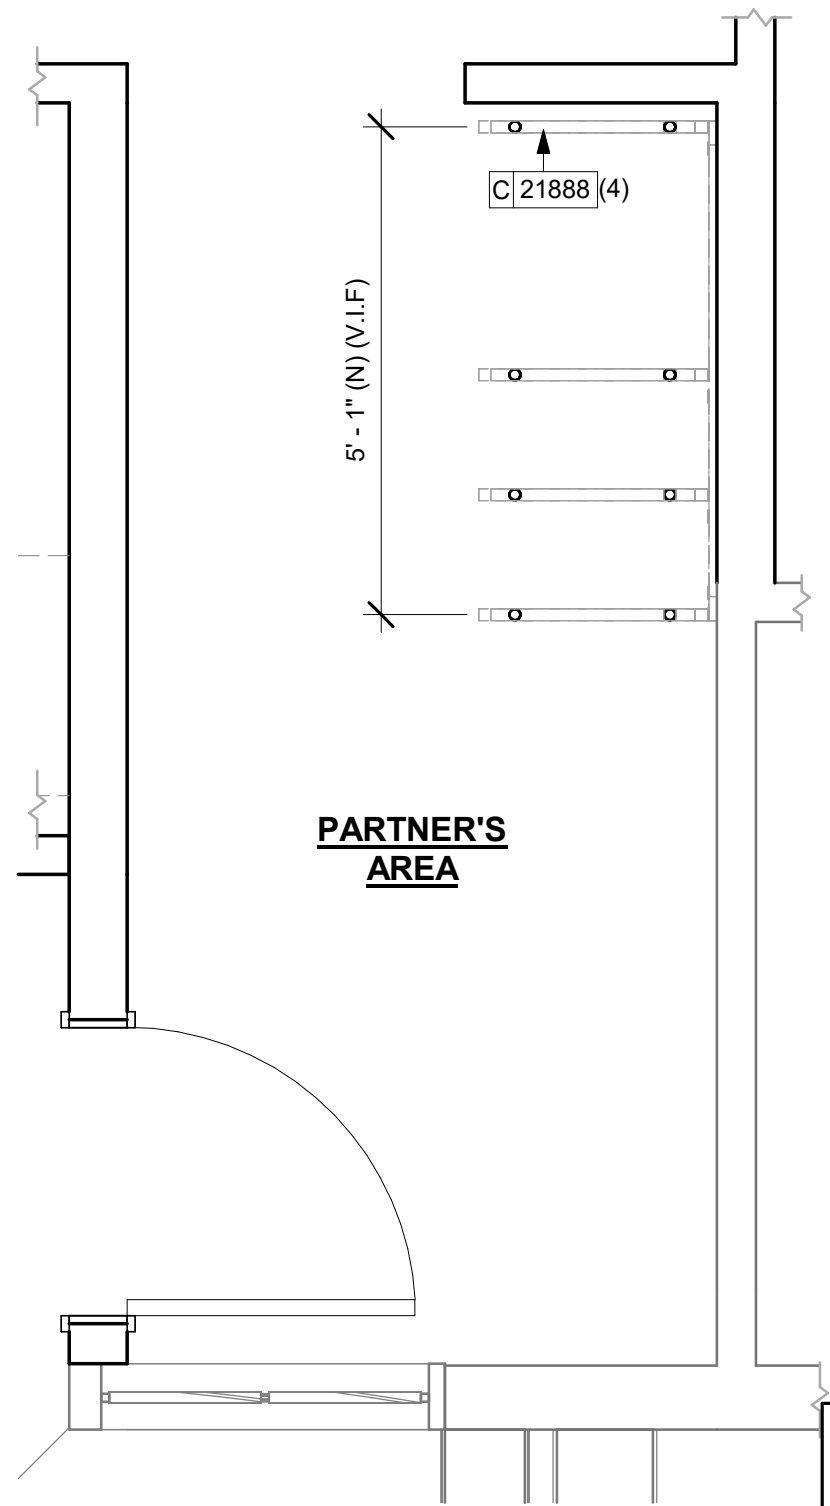 C 21888 (4)
5' - 1" (N) (V.I.F)
PARTNER'S
AREA